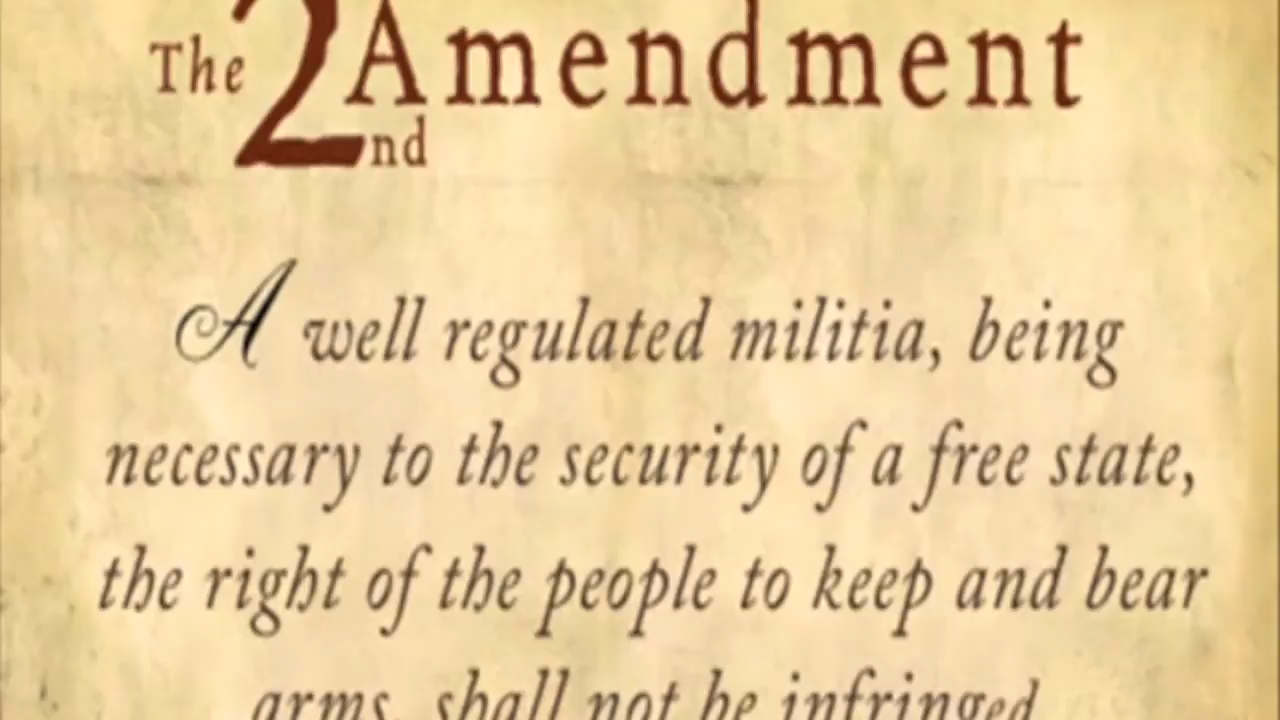 The 2nd Amendment
A well regulated militia, being
necessary to the security of a free state,
the right of the people to keep and bear
arms, shall not be infringed